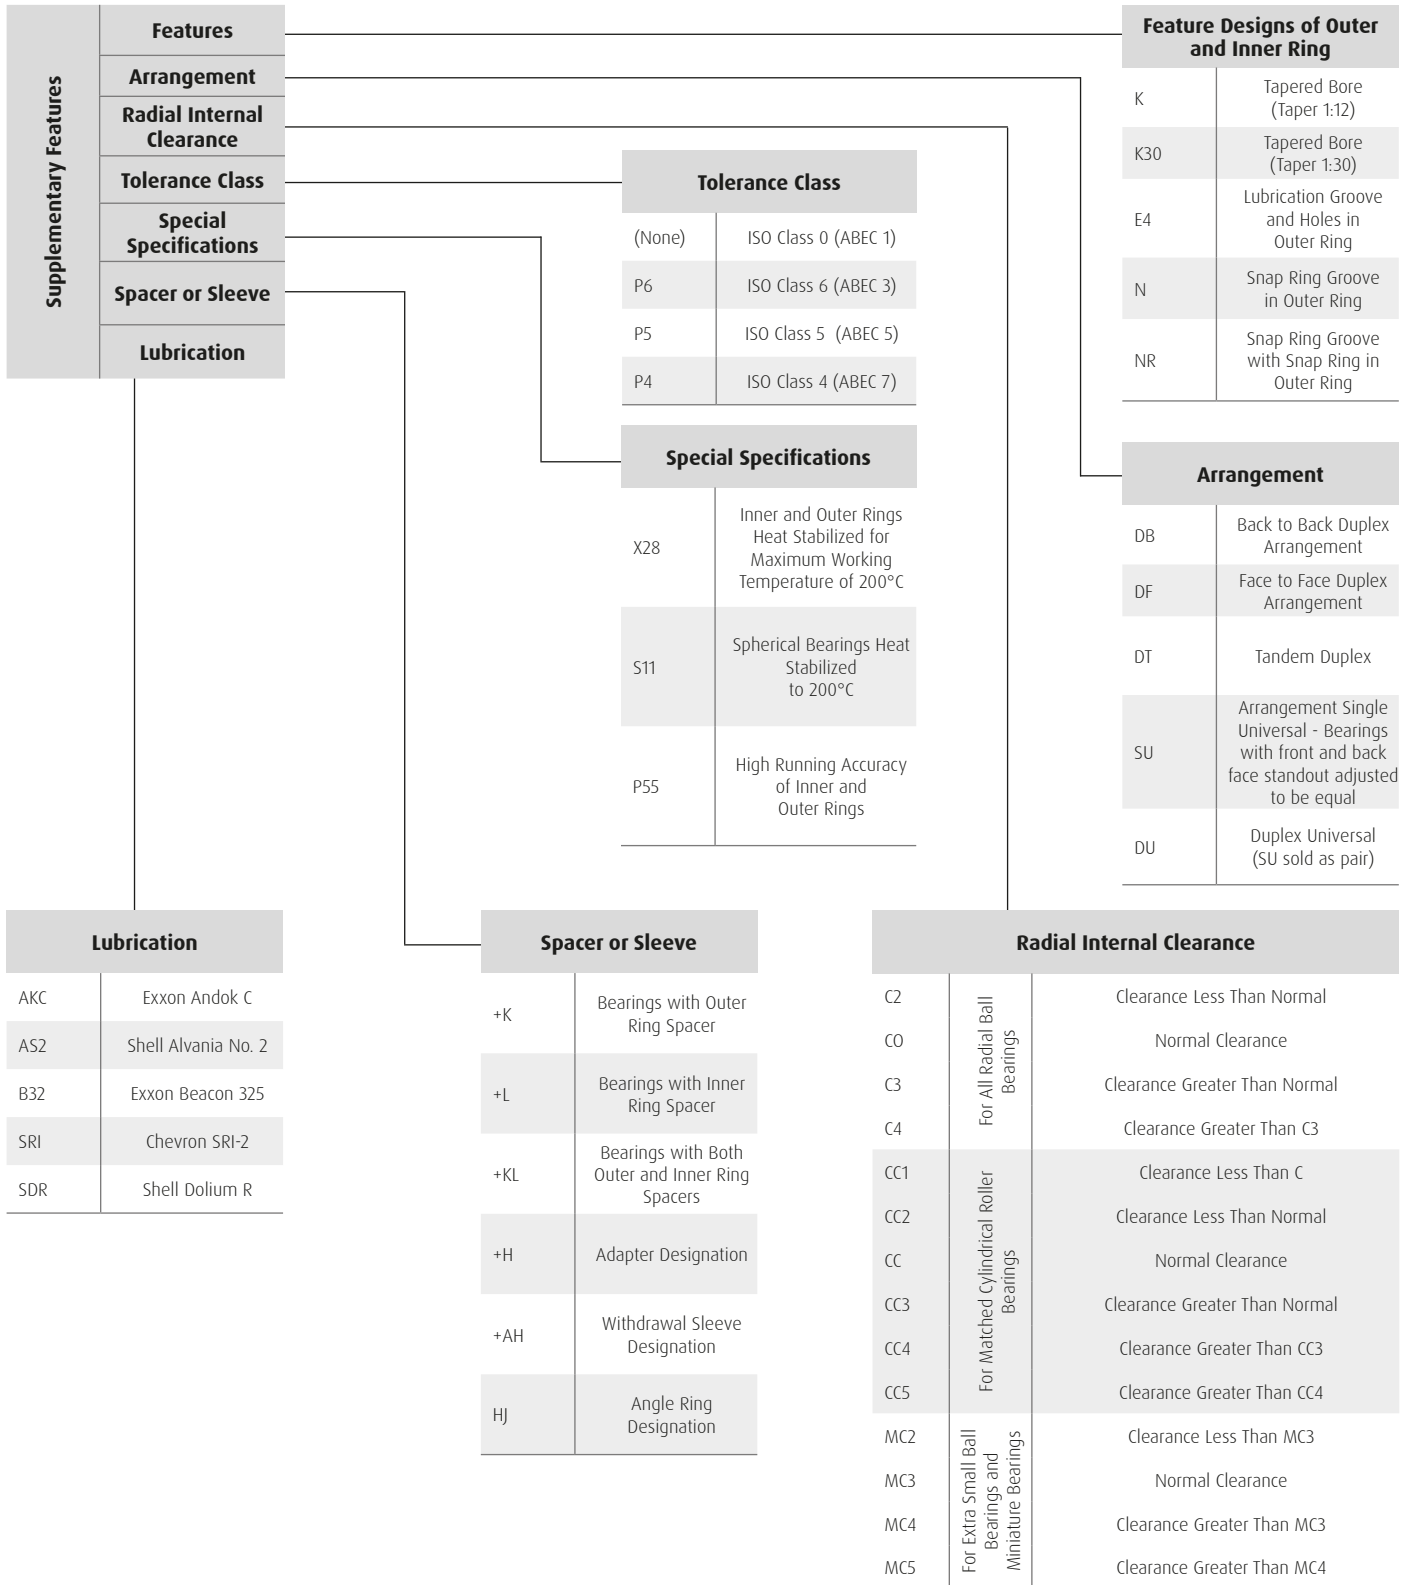 Supplementary Features
Features
Arrangement
Radial Internal
Clearance
Tolerance Class
Special
Specifications
Spacer or Sleeve
Lubrication
Feature Designs of Outer
and Inner Ring
K
Tapered Bore
(Taper 1:12)
K30
Tapered Bore
(Taper 1:30)
E4
Lubrication Groove
and Holes in
Outer Ring
N
Snap Ring Groove
in Outer Ring
NR
Snap Ring Groove
with Snap Ring in
Outer Ring
Tolerance Class
(None)
ISO Class 0 (ABEC 1)
P6
ISO Class 6 (ABEC 3)
P5
ISO Class 5 (ABEC 5)
P4
ISO Class 4 (ABEC 7)
Special Specifications
X28
Inner and Outer Rings
Heat Stabilized for
Maximum Working
Temperature of 200°C
S11
Spherical Bearings Heat
Stabilized
to 200°C
P55
High Running Accuracy
of Inner and
Outer Rings
Arrangement
DB
Back to Back Duplex
Arrangement
DF
Face to Face Duplex
Arrangement
DT
Tandem Duplex
SU
Arrangement Single
Universal - Bearings
with front and back
face standout adjusted
to be equal
DU
Duplex Universal
(SU sold as pair)
Lubrication
AKC
Exxon Andok C
AS2
Shell Alvania No. 2
B32
Exxon Beacon 325
SRI
Chevron SRI-2
SDR
Shell Dolium R
Spacer or Sleeve
+K
Bearings with Outer
Ring Spacer
+L
Bearings with Inner
Ring Spacer
+KL
Bearings with Both
Outer and Inner Ring
Spacers
+H
Adapter Designation
+AH
Withdrawal Sleeve
Designation
HJ
Angle Ring
Designation
Radial Internal Clearance
For All Radial Ball
Bearings
C2
Clearance Less Than Normal
CO
Normal Clearance
C3
Clearance Greater Than Normal
C4
Clearance Greater Than C3
For Matched Cylindrical Roller
Bearings
CC1
Clearance Less Than C
CC2
Clearance Less Than Normal
CC
Normal Clearance
CC3
Clearance Greater Than Normal
CC4
Clearance Greater Than CC3
CC5
Clearance Greater Than CC4
For Extra Small Ball
Bearings and
Miniature Bearings
MC2
Clearance Less Than MC3
MC3
Normal Clearance
MC4
Clearance Greater Than MC3
MC5
Clearance Greater Than MC4